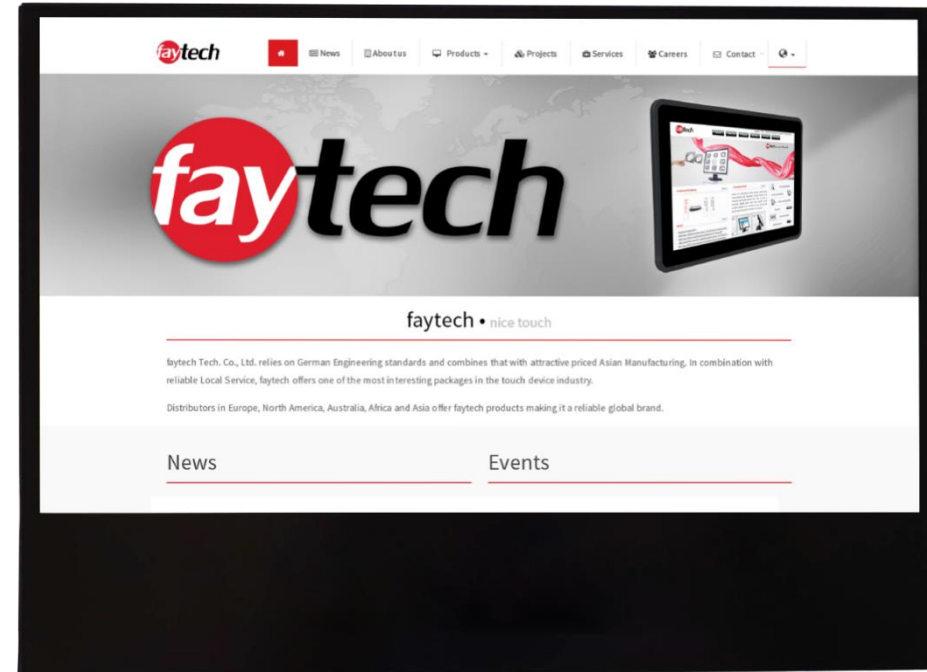 faytech
News
About us
Products
Projects
Services
Careers
Contact
faytech
faytech • nice touch
faytech Tech. Co., Ltd. relies on German Engineering standards and combines that with attractive priced Asian Manufacturing. In combination with
reliable Local Service, faytech offers one of the most interesting packages in the touch device industry.
Distributors in Europe, North America, Australia, Africa and Asia offer faytech products making it a reliable global brand.
News
Events